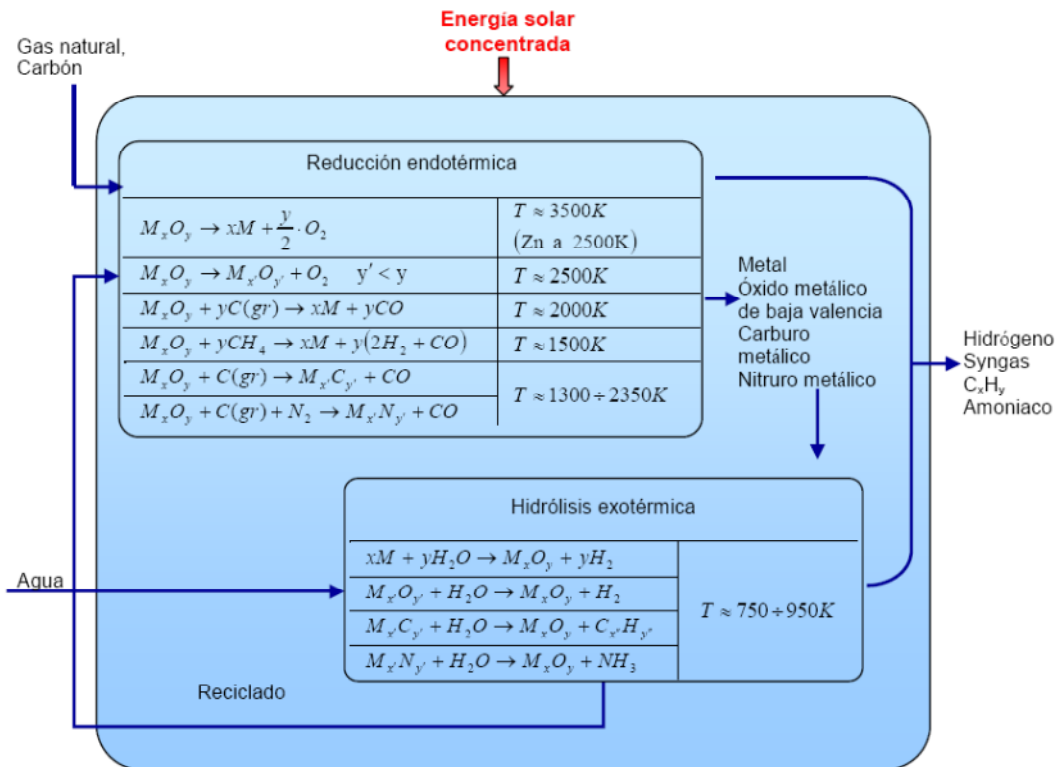 Energía solar
concentrada
Gas natural,
Carbón
Reducción endotérmica
M_xO_y → xM + y/2 · O_2
T ≈ 3500K
(Zn a 2500K)
M_xO_y → M_x'O_y' + O_2 y' < y
T ≈ 2500K
M_xO_y + yC(gr) → xM + yCO
T ≈ 2000K
M_xO_y + yCH_4 → xM + y(2H_2 + CO)
T ≈ 1500K
M_xO_y + C(gr) → M_x'C_y' + CO
M_xO_y + C(gr) + N_2 → M_x'N_y' + CO
T ≈ 1300 ÷ 2350K
Metal
Óxido metálico
de baja valencia
Carburo
metálico
Nitruro metálico
Hidrógeno
Syngas
C_xH_y
Amoniaco
Hidrólisis exotérmica
xM + yH_2O → M_xO_y + yH_2
M_x'O_y' + H_2O → M_xO_y + H_2
M_x'C_y' + H_2O → M_xO_y + C_x''H_y''
M_x'N_y' + H_2O → M_xO_y + NH_3
T ≈ 750 ÷ 950K
Agua
Reciclado